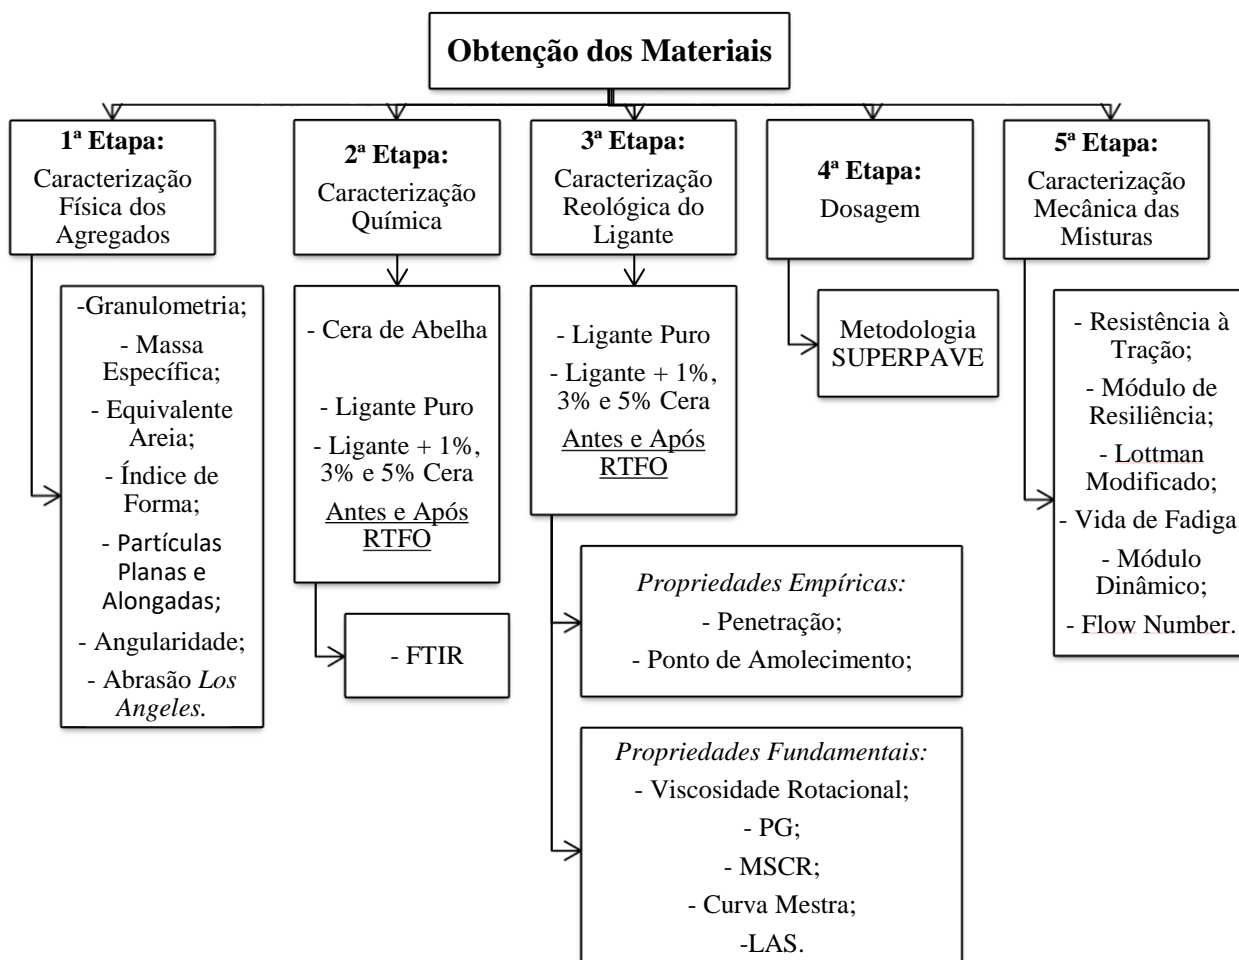 Obtenção dos Materiais
1ª Etapa:
Caracterização
Física dos
Agregados
2ª Etapa:
Caracterização
Química
3ª Etapa:
Caracterização
Reológica do
Ligante
4ª Etapa:
Dosagem
5ª Etapa:
Caracterização
Mecânica das
Misturas
-Granulometria;
- Massa
Específica;
- Equivalente
Areia;
- Índice de
Forma;
- Partículas
Planas e
Alongadas;
- Angularidade;
- Abrasão Los
Angeles.
- Cera de Abelha
- Ligante Puro
- Ligante + 1%,
3% e 5% Cera
Antes e Após
RTFO
- FTIR
- Ligante Puro
- Ligante + 1%,
3% e 5% Cera
Antes e Após
RTFO
Propriedades Empíricas:
- Penetração;
- Ponto de Amolecimento;
Propriedades Fundamentais:
- Viscosidade Rotacional;
- PG;
- MSCR;
- Curva Mestra;
-LAS.
Metodologia
SUPERPAVE
- Resistência à
Tração;
- Módulo de
Resiliência;
- Lottman
Modificado;
- Vida de Fadiga
- Módulo
Dinâmico;
- Flow Number.